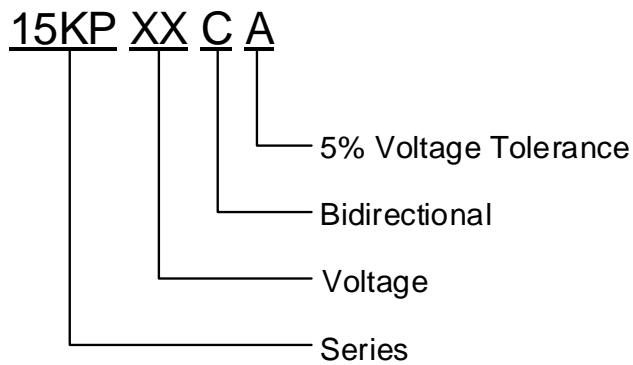 15KP XX C A
5% Voltage Tolerance
Bidirectional
Voltage
Series